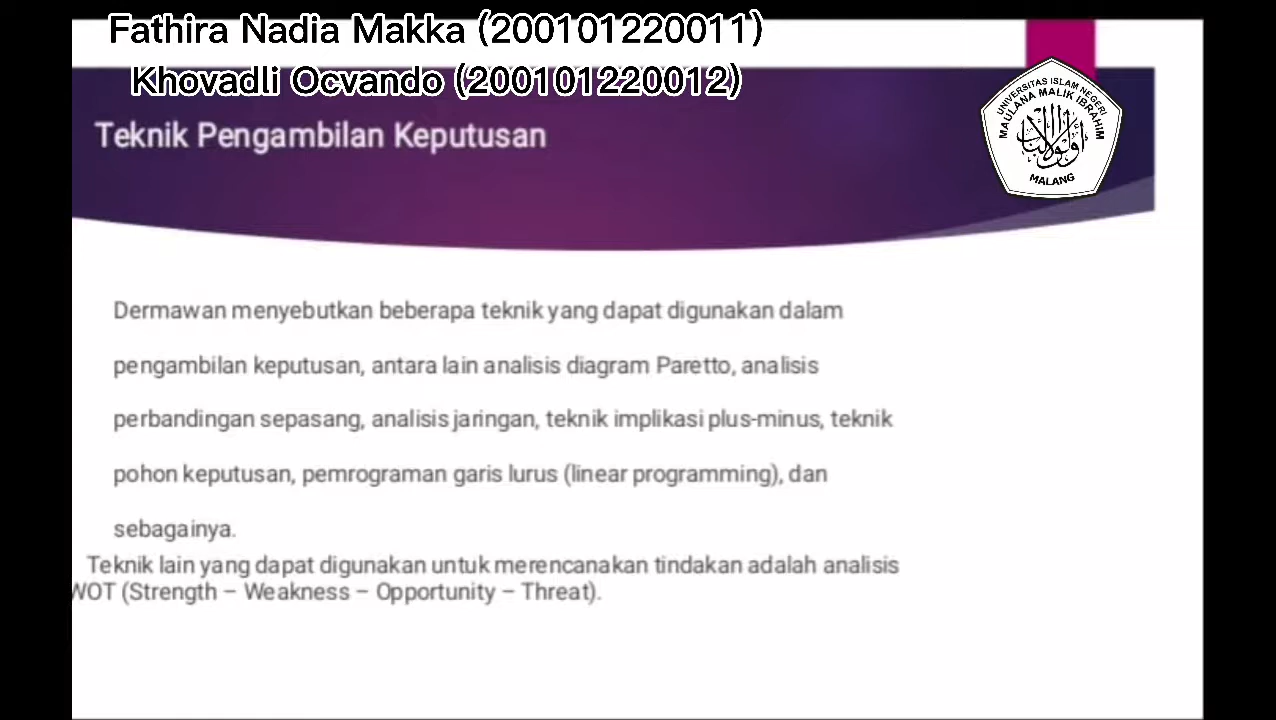 Fathira Nadia Makka (200101220011)
Khovadli Ocvando (200101220012)
Teknik Pengambilan Keputusan
UNIVERSITAS ISLAM NEGERI
MAULANA MALIK IBRAHIM
MALANG
Dermawan menyebutkan beberapa teknik yang dapat digunakan dalam
pengambilan keputusan, antara lain analisis diagram Paretto, analisis
perbandingan sepasang, analisis jaringan, teknik implikasi plus-minus, teknik
pohon keputusan, pemrograman garis lurus (linear programming), dan
sebagainya.
Teknik lain yang dapat digunakan untuk merencanakan tindakan adalah analisis
WOT (Strength – Weakness – Opportunity – Threat).